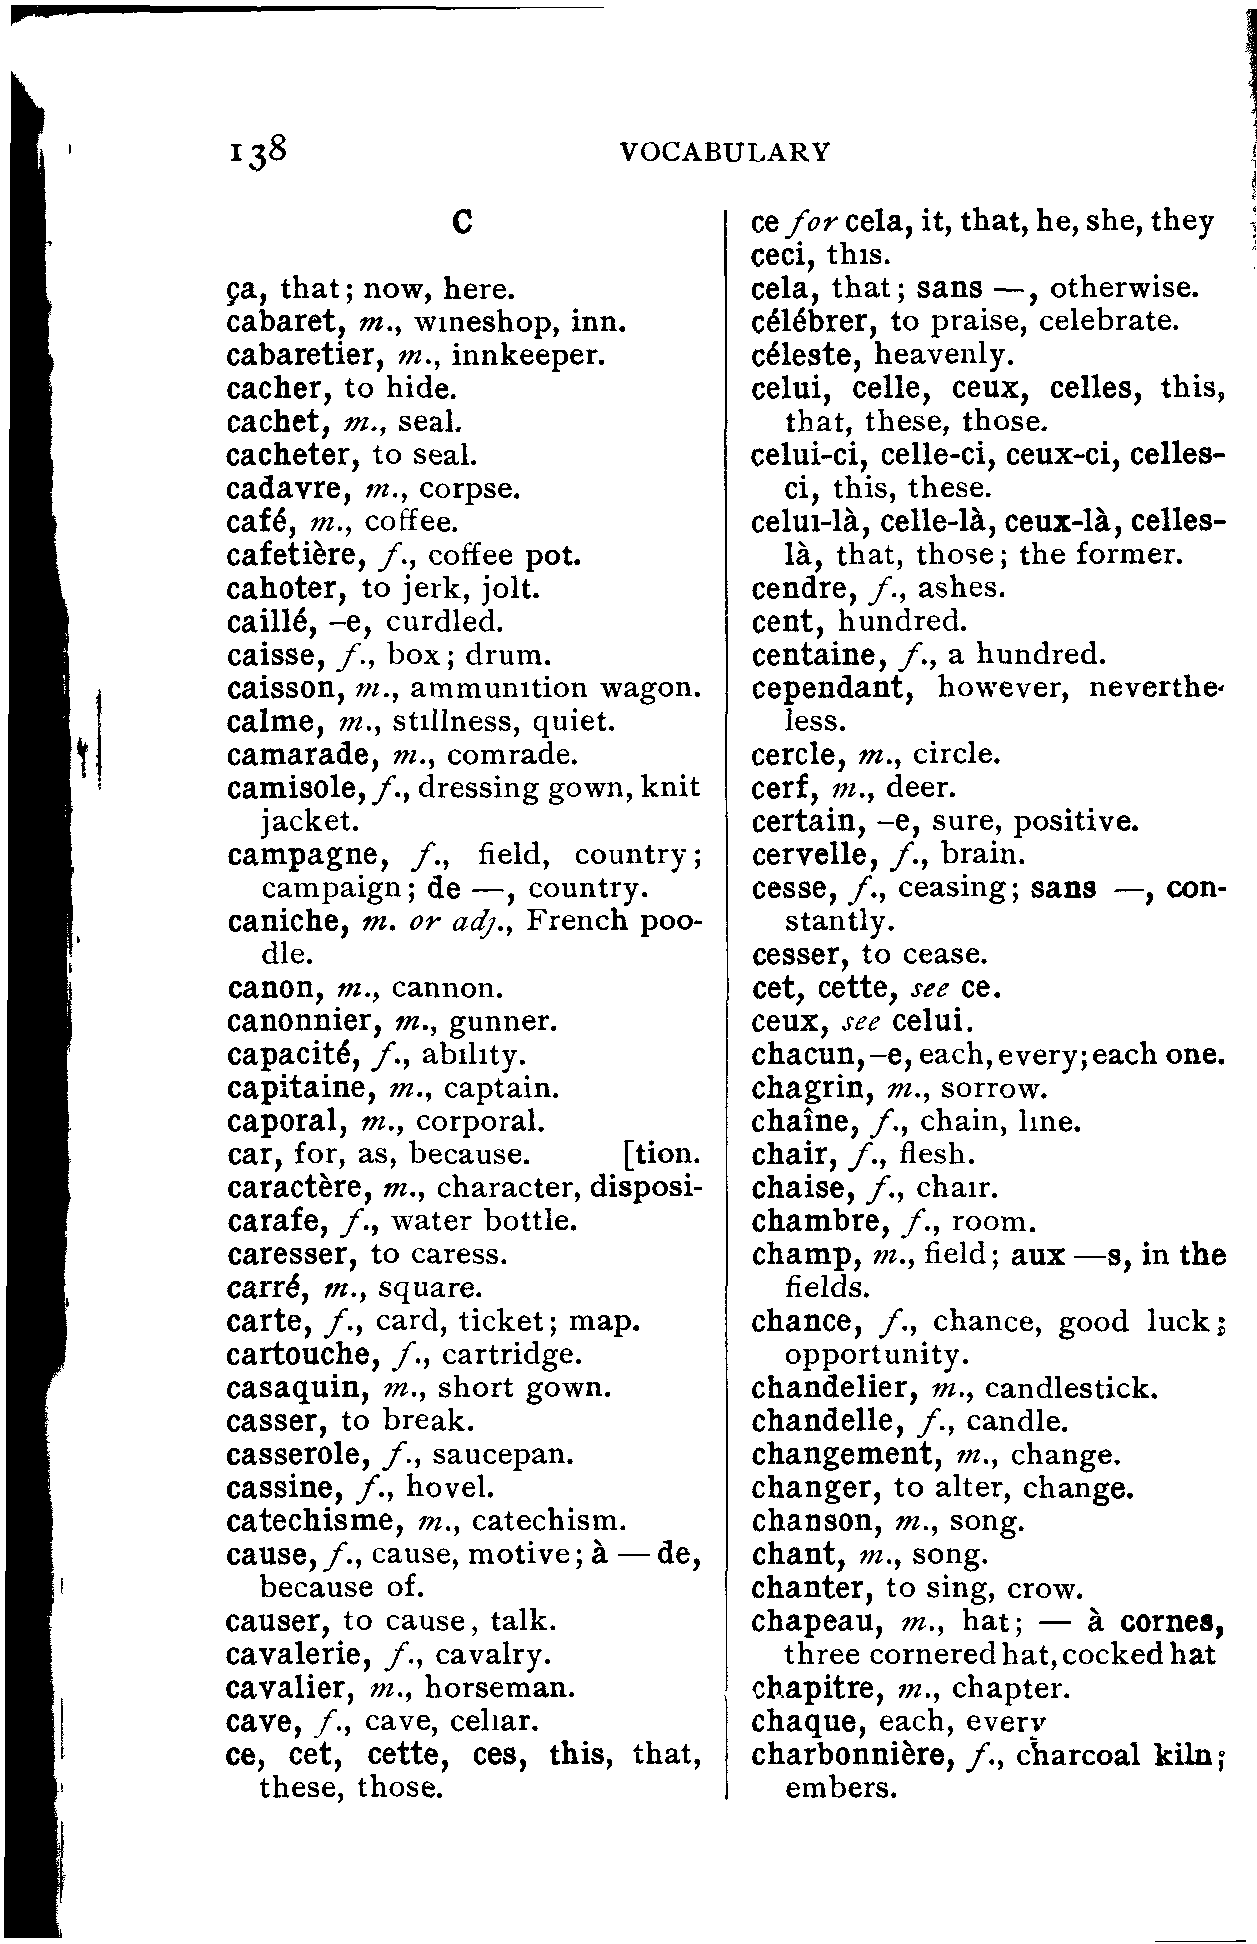 138
VOCABULARY
C
ça, that; now, here.
cabaret, m., wineshop, inn.
cabaretier, m., innkeeper.
cacher, to hide.
cachet, m., seal.
cacheter, to seal.
cadavre, m., corpse.
café, m., coffee.
cafetière, f., coffee pot.
cahoter, to jerk, jolt.
caillé, –e, curdled.
caisse, f., box; drum.
caisson, m., ammunition wagon.
calme, m., stillness, quiet.
camarade, m., comrade.
camisole, f., dressing gown, knit
jacket.
campagne, f., field, country;
campaign; de —, country.
caniche, m. or adj., French poo-
dle.
canon, m., cannon.
canonnier, m., gunner.
capacité, f., ability.
capitaine, m., captain.
caporal, m., corporal.
car, for, as, because. [tion.
caractère, m., character, disposi-
carafe, f., water bottle.
caresser, to caress.
carré, m., square.
carte, f., card, ticket; map.
cartouche, f., cartridge.
casaquin, m., short gown.
casser, to break.
casserole, f., saucepan.
cassine, f., hovel.
catechisme, m., catechism.
cause, f., cause, motive; à — de,
because of.
causer, to cause, talk.
cavalerie, f., cavalry.
cavalier, m., horseman.
cave, f., cave, cellar.
ce, cet, cette, ces, this, that,
these, those.
ce for cela, it, that, he, she, they
ceci, this.
cela, that; sans —, otherwise.
célébrer, to praise, celebrate.
céleste, heavenly.
celui, celle, ceux, celles, this,
that, these, those.
celui-ci, celle-ci, ceux-ci, celles-
ci, this, these.
celui-là, celle-là, ceux-là, celles-
là, that, those; the former.
cendre, f., ashes.
cent, hundred.
centaine, f., a hundred.
cependant, however, neverthe-
less.
cercle, m., circle.
cerf, m., deer.
certain, –e, sure, positive.
cervelle, f., brain.
cesse, f., ceasing; sans —, con-
stantly.
cesser, to cease.
cet, cette, see ce.
ceux, see celui.
chacun, –e, each, every; each one.
chagrin, m., sorrow.
chaîne, f., chain, line.
chair, f., flesh.
chaise, f., chair.
chambre, f., room.
champ, m., field; aux —s, in the
fields.
chance, f., chance, good luck;
opportunity.
chandelier, m., candlestick.
chandelle, f., candle.
changement, m., change.
changer, to alter, change.
chanson, m., song.
chant, m., song.
chanter, to sing, crow.
chapeau, m., hat; — à cornes,
three cornered hat, cocked hat
chapitre, m., chapter.
chaque, each, every
charbonnière, f., charcoal kiln;
embers.